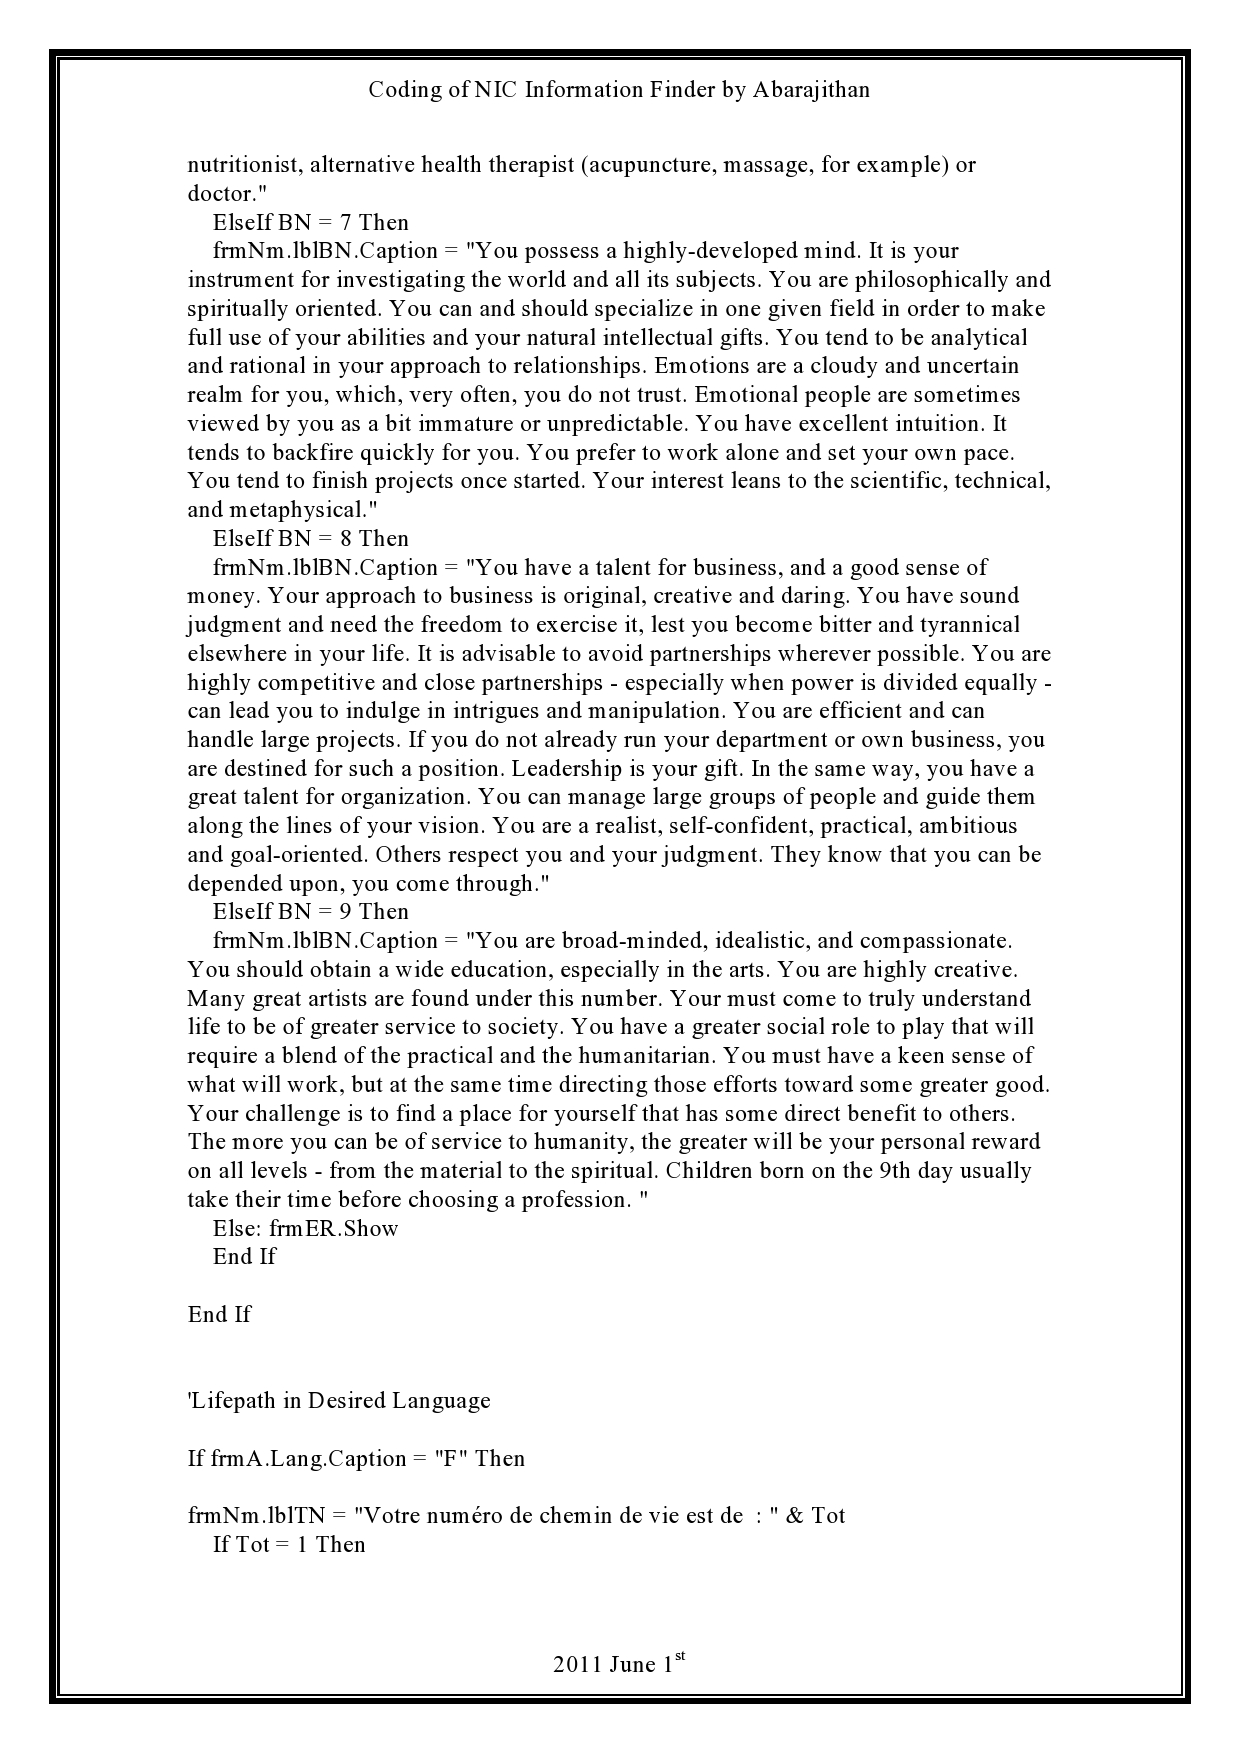 Coding of NIC Information Finder by Abarajithan
nutritionist, alternative health therapist (acupuncture, massage, for example) or
doctor."
ElseIf BN = 7 Then
frmNm.lblBN.Caption = "You possess a highly-developed mind. It is your
instrument for investigating the world and all its subjects. You are philosophically and
spiritually oriented. You can and should specialize in one given field in order to make
full use of your abilities and your natural intellectual gifts. You tend to be analytical
and rational in your approach to relationships. Emotions are a cloudy and uncertain
realm for you, which, very often, you do not trust. Emotional people are sometimes
viewed by you as a bit immature or unpredictable. You have excellent intuition. It
tends to backfire quickly for you. You prefer to work alone and set your own pace.
You tend to finish projects once started. Your interest leans to the scientific, technical,
and metaphysical."
ElseIf BN = 8 Then
frmNm.lblBN.Caption = "You have a talent for business, and a good sense of
money. Your approach to business is original, creative and daring. You have sound
judgment and need the freedom to exercise it, lest you become bitter and tyrannical
elsewhere in your life. It is advisable to avoid partnerships wherever possible. You are
highly competitive and close partnerships - especially when power is divided equally -
can lead you to indulge in intrigues and manipulation. You are efficient and can
handle large projects. If you do not already run your department or own business, you
are destined for such a position. Leadership is your gift. In the same way, you have a
great talent for organization. You can manage large groups of people and guide them
along the lines of your vision. You are a realist, self-confident, practical, ambitious
and goal-oriented. Others respect you and your judgment. They know that you can be
depended upon, you come through."
ElseIf BN = 9 Then
frmNm.lblBN.Caption = "You are broad-minded, idealistic, and compassionate.
You should obtain a wide education, especially in the arts. You are highly creative.
Many great artists are found under this number. Your must come to truly understand
life to be of greater service to society. You have a greater social role to play that will
require a blend of the practical and the humanitarian. You must have a keen sense of
what will work, but at the same time directing those efforts toward some greater good.
Your challenge is to find a place for yourself that has some direct benefit to others.
The more you can be of service to humanity, the greater will be your personal reward
on all levels - from the material to the spiritual. Children born on the 9th day usually
take their time before choosing a profession. "
Else: frmER.Show
End If
End If
'Lifepath in Desired Language
If frmA.Lang.Caption = "F" Then
frmNm.lblTN = "Votre numéro de chemin de vie est de  : " & Tot
If Tot = 1 Then
2011 June 1st